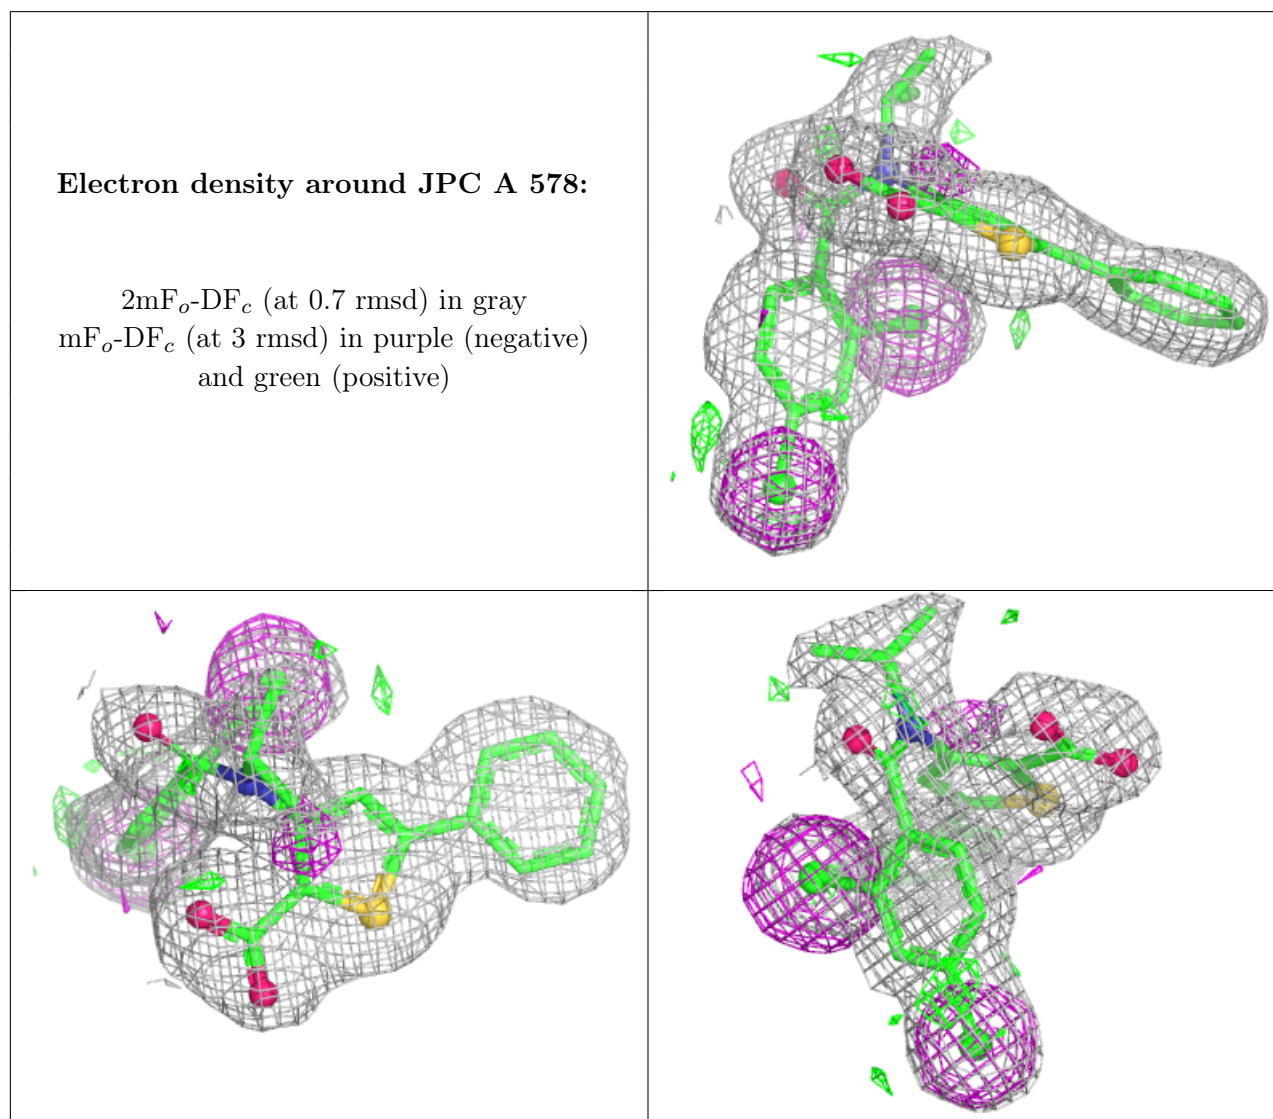 Electron density around JPC A 578:
2mFo-DFc (at 0.7 rmsd) in gray
mFo-DFc (at 3 rmsd) in purple (negative)
and green (positive)